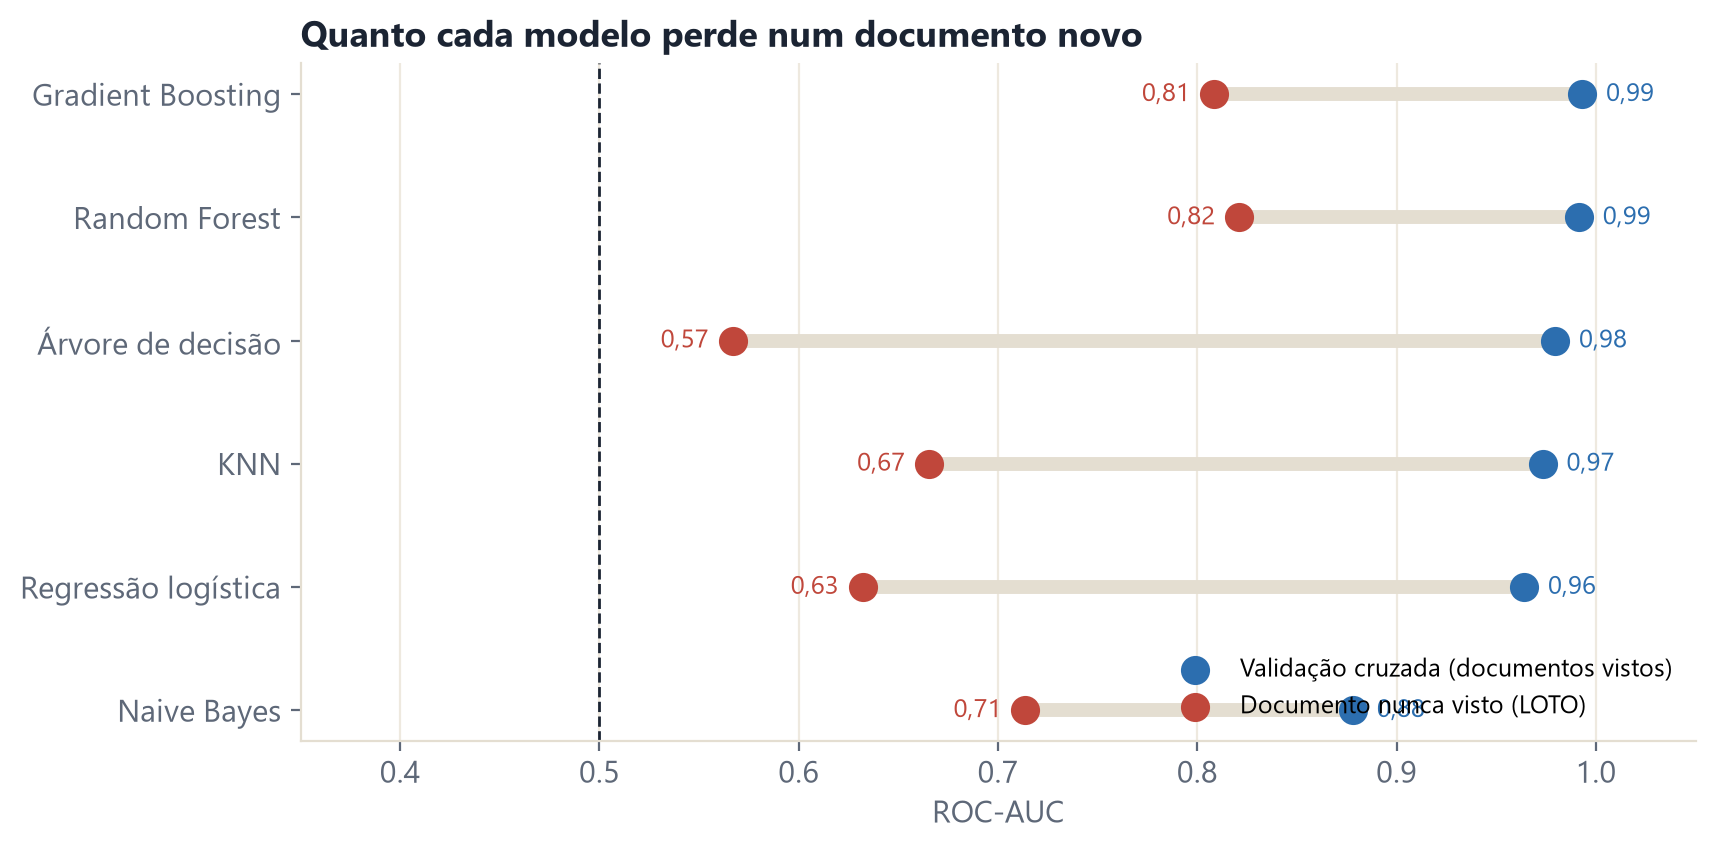 Quanto cada modelo perde num documento novo
Gradient Boosting
0,81
0,99
Random Forest
0,82
0,99
Árvore de decisão
0,57
0,98
KNN
0,67
0,97
Regressão logística
0,63
0,96
Validação cruzada (documentos vistos)
Documento nunca visto (LOTO)
Naive Bayes
0,71
0,88
0.4 0.5 0.6 0.7 0.8 0.9 1.0
ROC-AUC